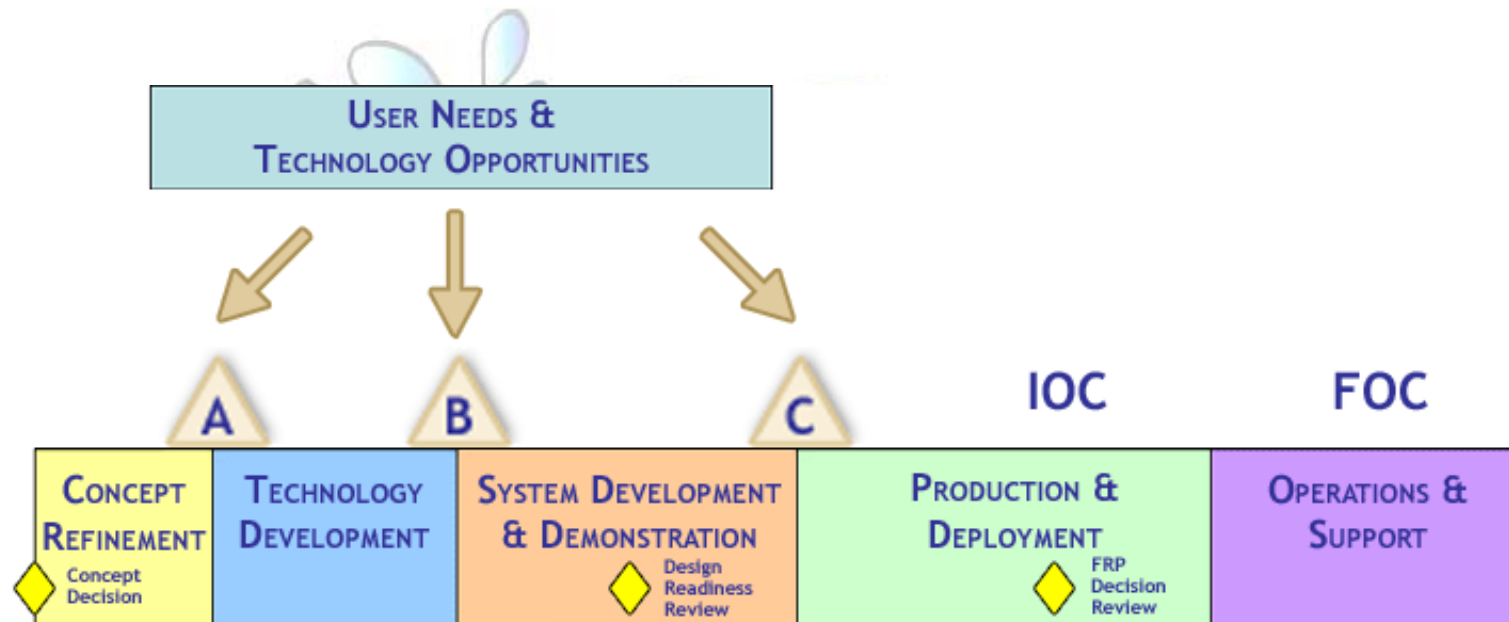 User Needs &
Technology Opportunities
A
B
C
IOC
FOC
Concept
Refinement
Concept
Decision
Technology
Development
System Development
& Demonstration
Design
Readiness
Review
Production &
Deployment
FRP
Decision
Review
Operations &
Support